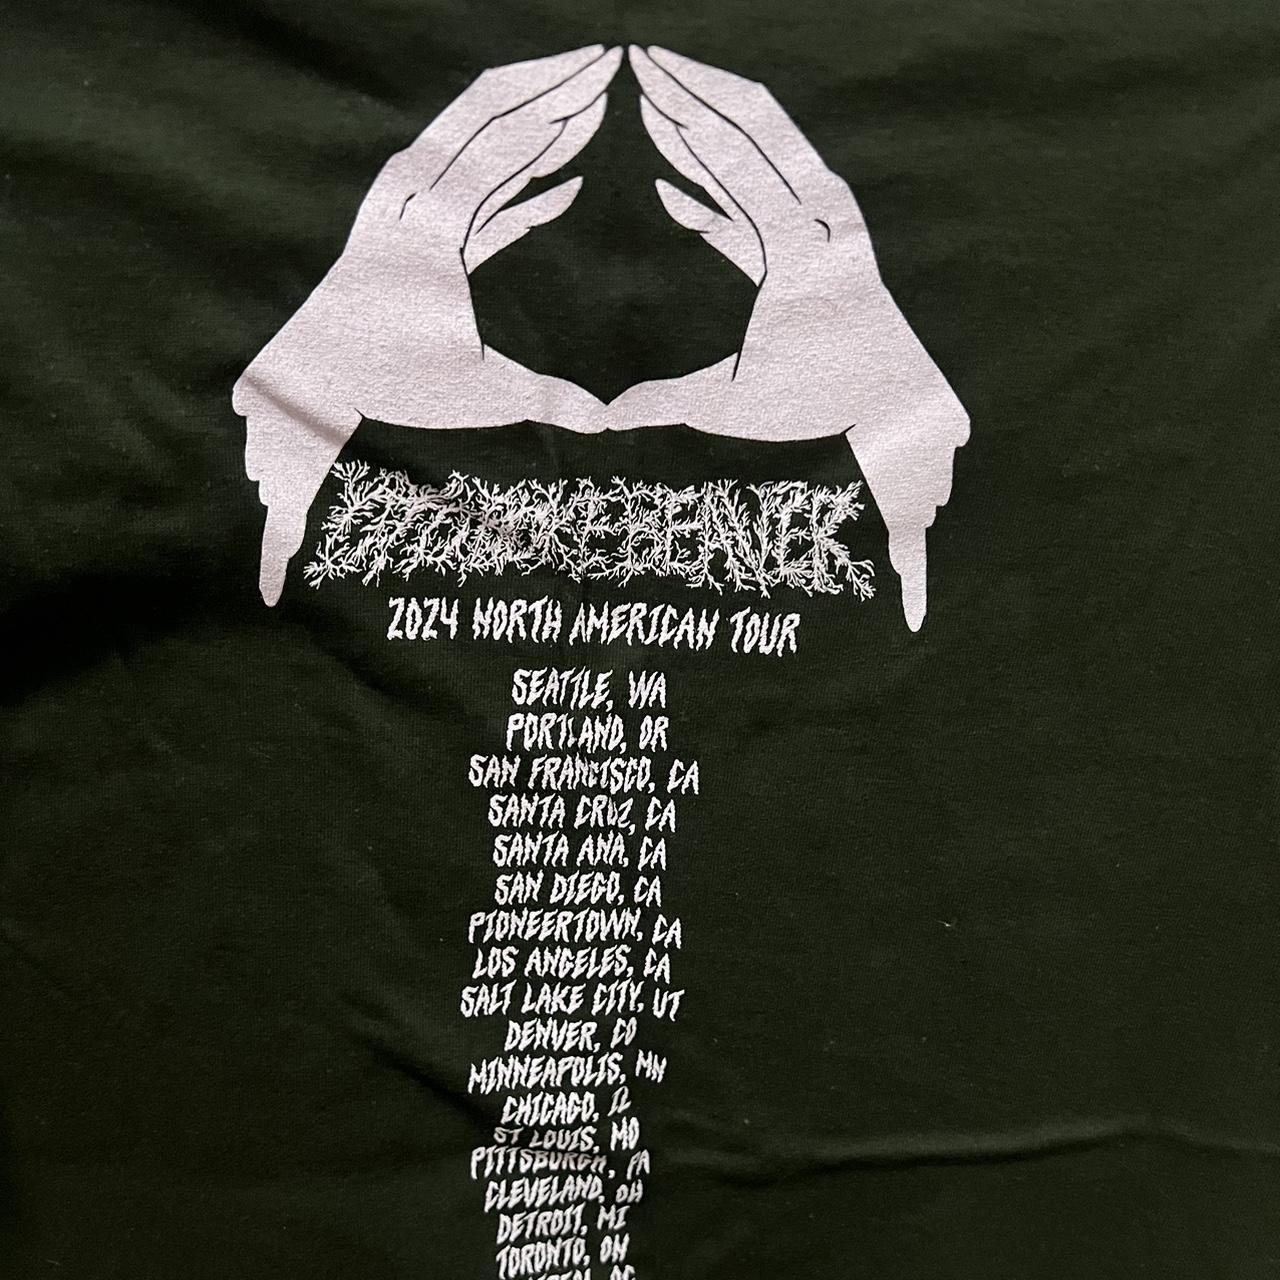 OTOBOKE BEAVER
2024 NORTH AMERICAN TOUR
SEATTLE, WA
PORTLAND, OR
SAN FRANCISCO, CA
SANTA CRUZ, CA
SANTA ANA, CA
SAN DIEGO, CA
PIONEERTOWN, CA
LOS ANGELES, CA
SALT LAKE CITY, UT
DENVER, CO
MINNEAPOLIS, MN
CHICAGO, IL
ST LOUIS, MO
PITTSBURGH, PA
CLEVELAND, OH
DETROIT, MI
TORONTO, ON